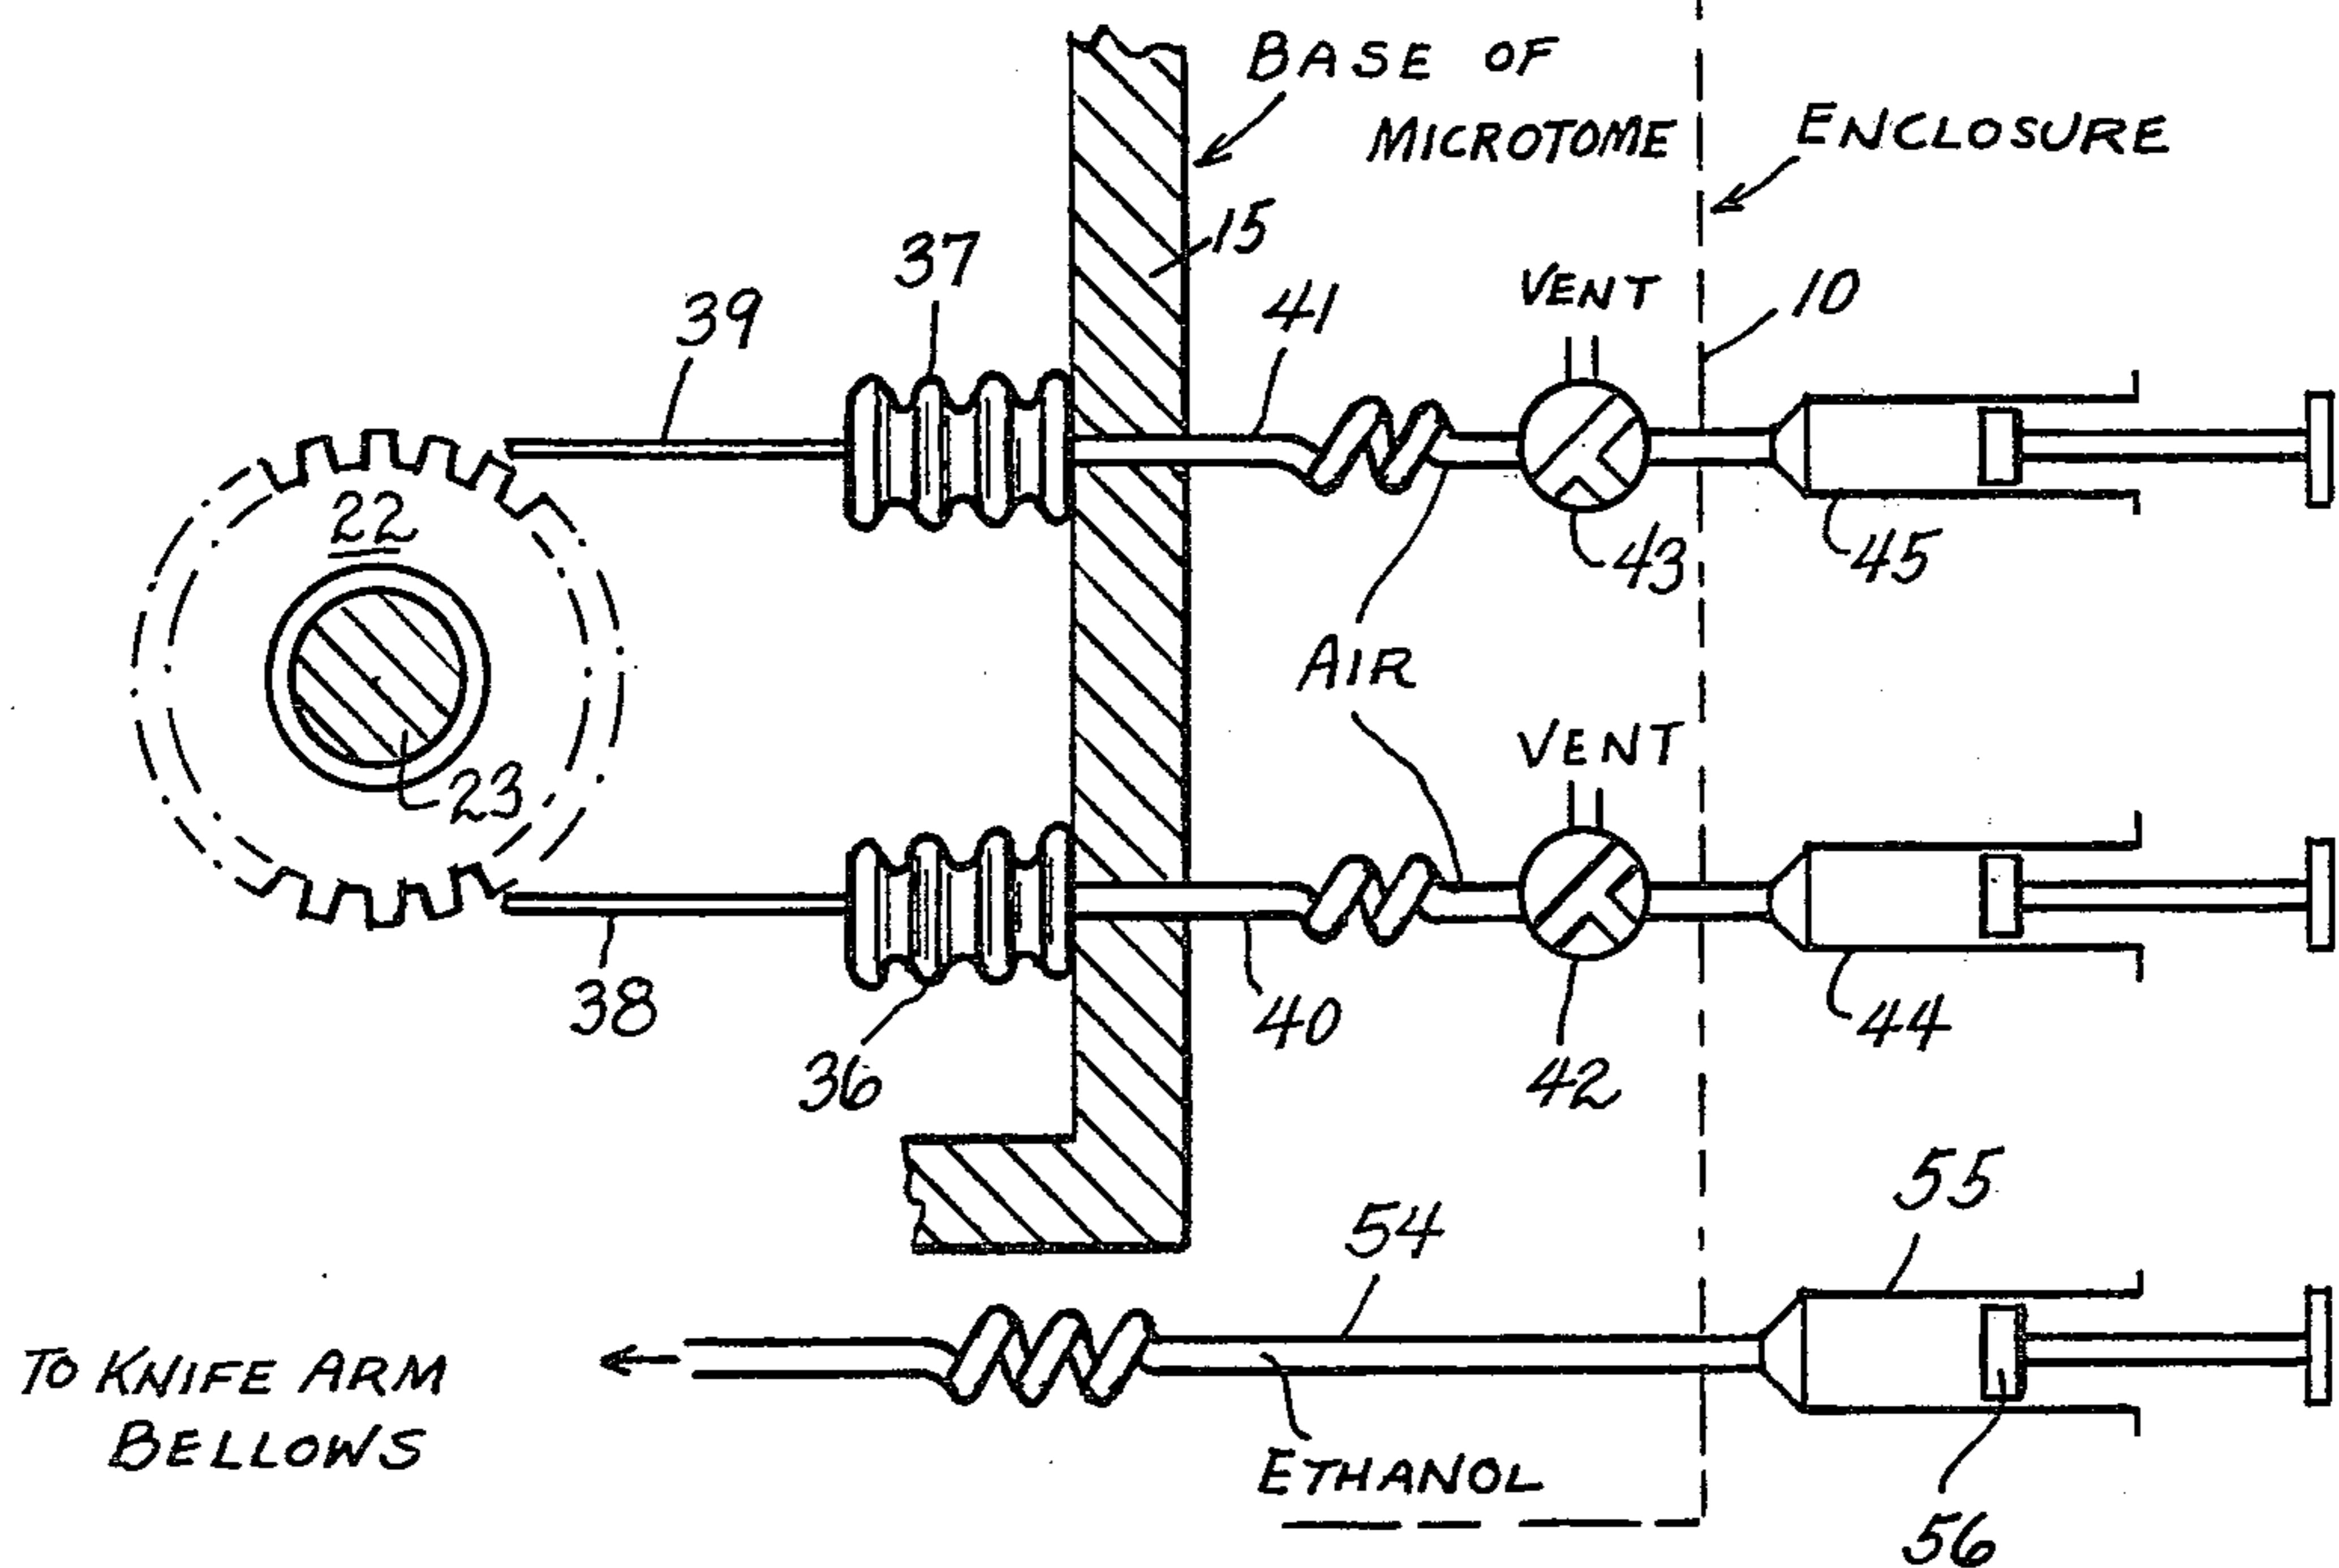 BASE OF
MICROTOME
ENCLOSURE
15
37
39
41
VENT
10
22
43
45
AIR
23
VENT
38
36
40
42
44
55
54
TO KNIFE ARM
BELLOWS
ETHANOL
56